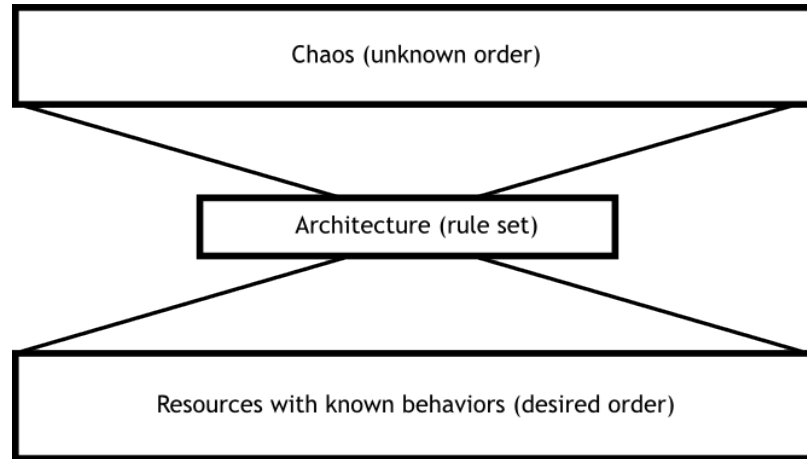 Chaos (unknown order)
Architecture (rule set)
Resources with known behaviors (desired order)